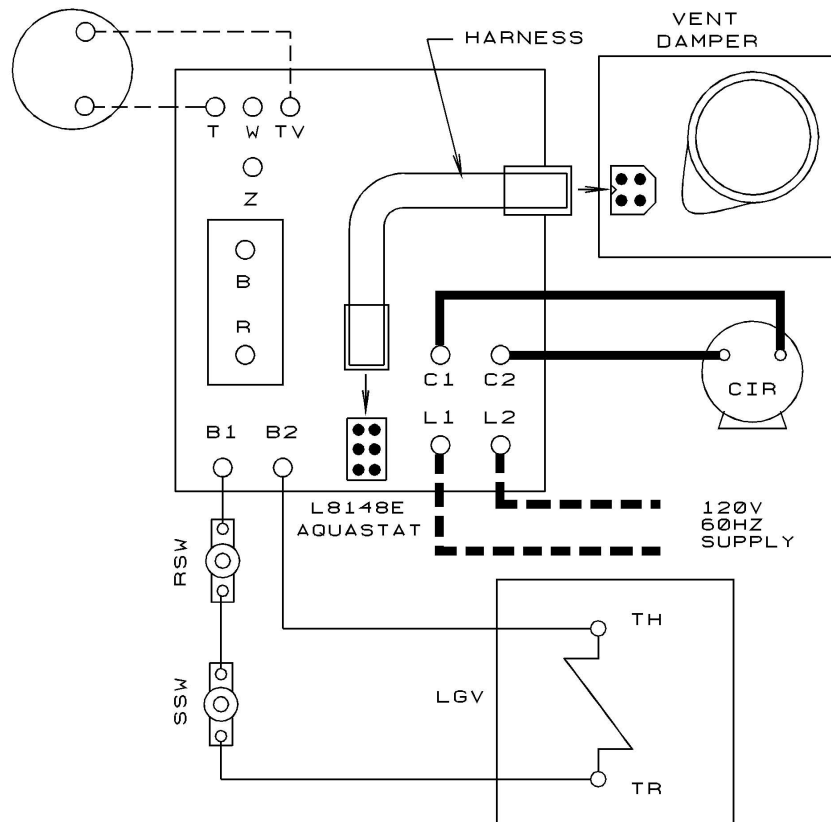 VENT
DAMPER
HARNESS
T W TV
Z
B
R
C1 C2
CIR
L1 L2
B1 B2
L8148E
AQUASTAT
120V
60HZ
SUPPLY
RSW
TH
SSW
LGV
TR